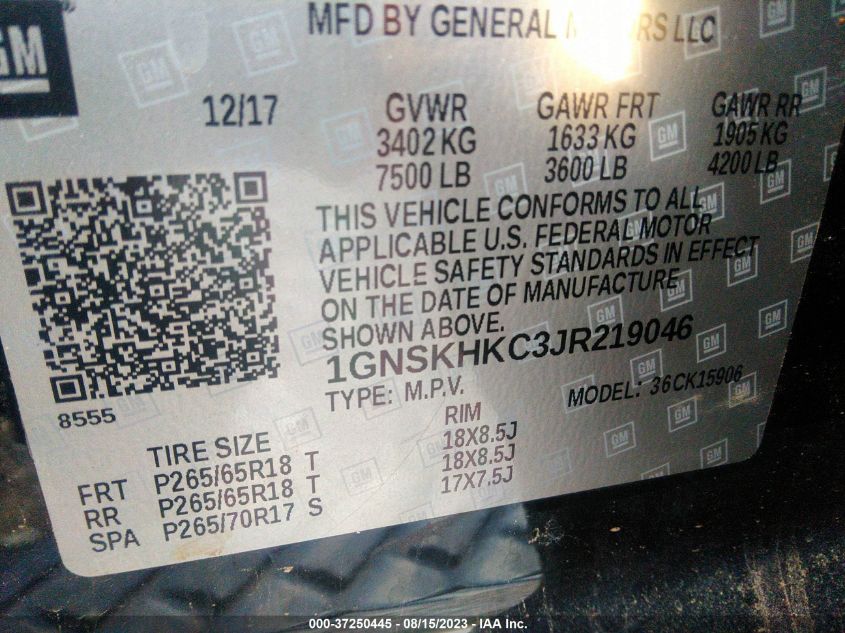 GM
MFD BY GENERAL RS LLC
12/17
GVWR GAWR FRT GAWR RR
3402 KG 1633 KG 1905 KG
7500 LB 3600 LB 4200 LB
THIS VEHICLE CONFORMS TO ALL
APPLICABLE U.S. FEDERAL MOTOR
VEHICLE SAFETY STANDARDS IN EFFECT
ON THE DATE OF MANUFACTURE
SHOWN ABOVE.
1GNSKHKC3JR219046
TYPE: M.P.V. MODEL: 36CK15906
8555
TIRE SIZE RIM
FRT P265/65R18 T 18X8.5J
RR P265/65R18 T 18X8.5J
SPA P265/70R17 S 17X7.5J
000-37250445 - 08/15/2023 - IAA Inc.